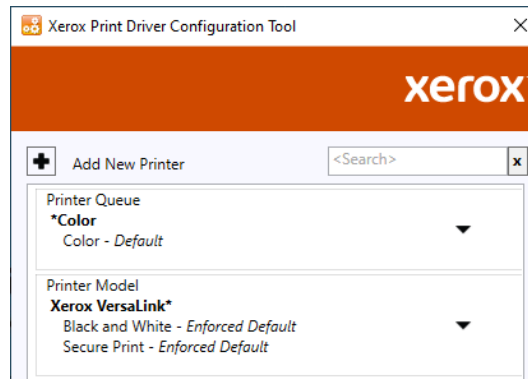 Xerox Print Driver Configuration Tool
xerox
Add New Printer
<Search>
x
Printer Queue
*Color
Color - Default
Printer Model
Xerox VersaLink*
Black and White - Enforced Default
Secure Print - Enforced Default